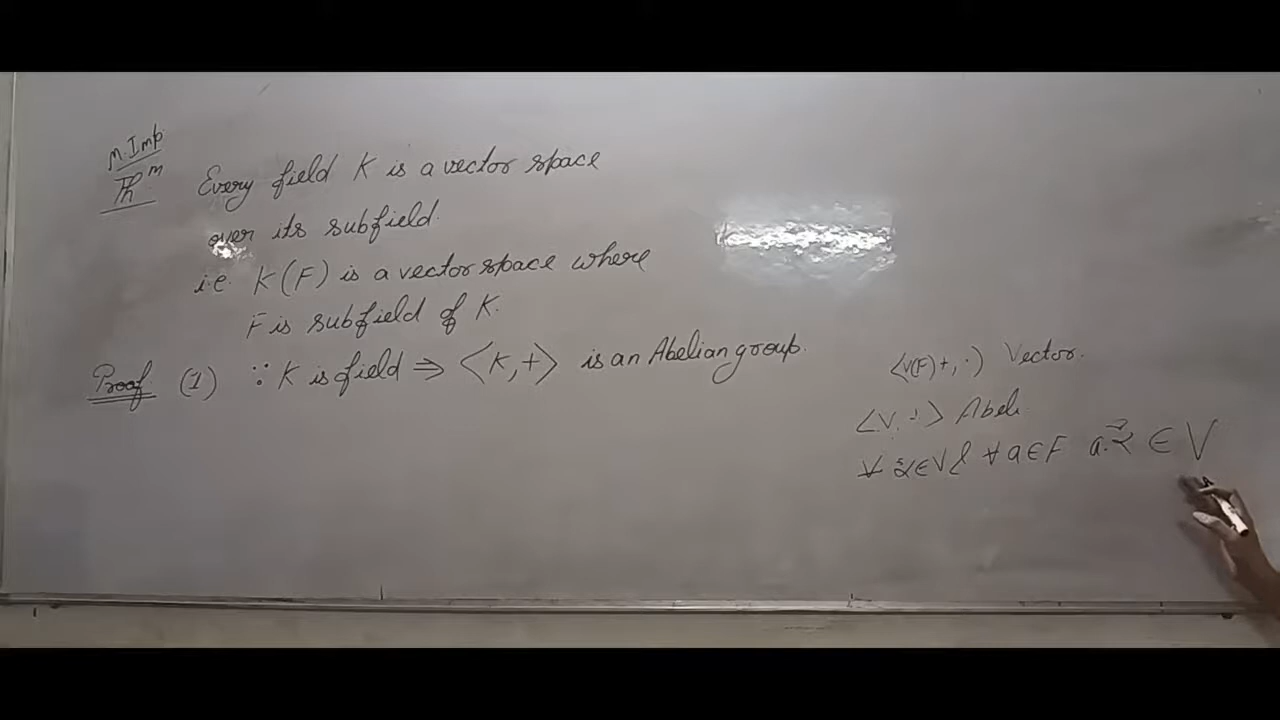 M. Imp
Thm Every field K is a vector space
over its subfield.
i.e. K(F) is a vector space where
F is subfield of K.
Proof (1) ∵ K is field ⇒ <K, +> is an Abelian group.
<V(F)+, ·) Vector.
<V, +> Abel
∀ α̃ ∈ V & ∀ a ∈ F a.α̃ ∈ V